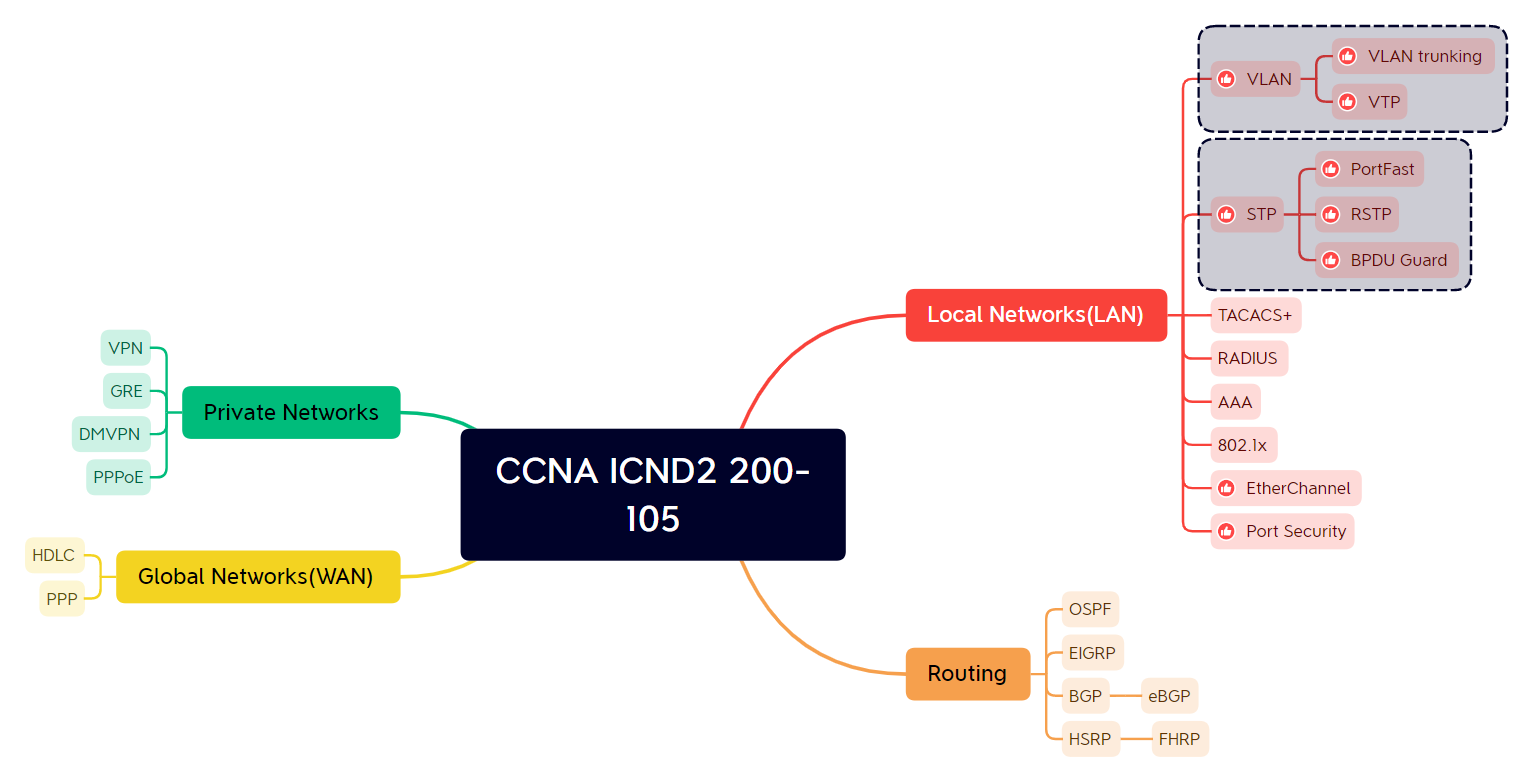 CCNA ICND2 200-
105
Local Networks(LAN)
VLAN
VLAN trunking
VTP
STP
PortFast
RSTP
BPDU Guard
TACACS+
RADIUS
AAA
802.1x
EtherChannel
Port Security
Routing
OSPF
EIGRP
BGP
eBGP
HSRP
FHRP
Private Networks
VPN
GRE
DMVPN
PPPoE
Global Networks(WAN)
HDLC
PPP